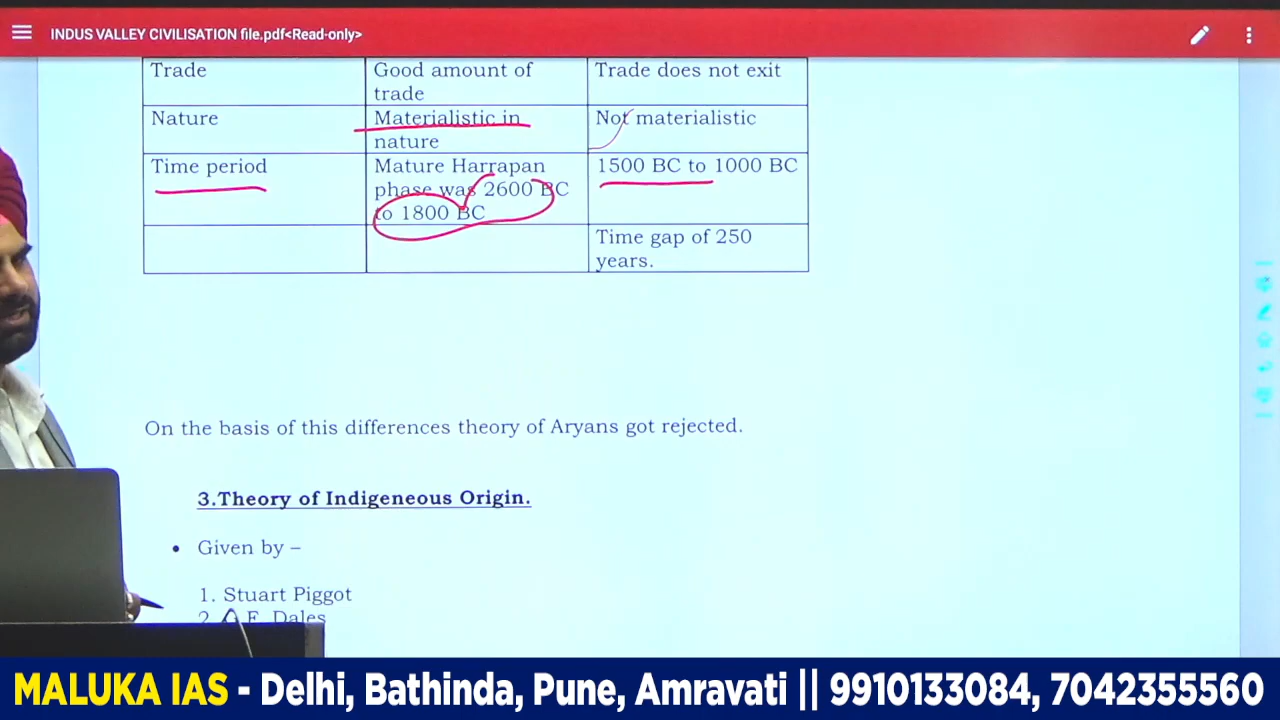 INDUS VALLEY CIVILISATION file.pdf<Read-only>
Trade
Good amount of
trade
Trade does not exit
Nature
Materialistic in
nature
Not materialistic
Time period
Mature Harrapan
phase was 2600 BC
to 1800 BC
1500 BC to 1000 BC
Time gap of 250
years.
On the basis of this differences theory of Aryans got rejected.
3.Theory of Indigeneous Origin.
• Given by –
1. Stuart Piggot
2. F. Dales
MALUKA IAS - Delhi, Bathinda, Pune, Amravati || 9910133084, 7042355560